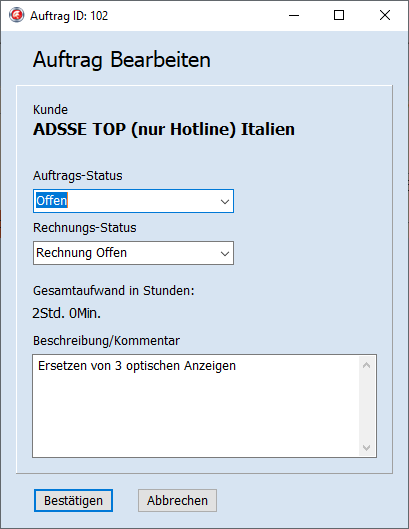 Auftrag ID: 102
Auftrag Bearbeiten
Kunde
ADSSE TOP (nur Hotline) Italien
Auftrags-Status
Offen
Rechnungs-Status
Rechnung Offen
Gesamtaufwand in Stunden:
2Std. 0Min.
Beschreibung/Kommentar
Ersetzen von 3 optischen Anzeigen
Bestätigen
Abbrechen